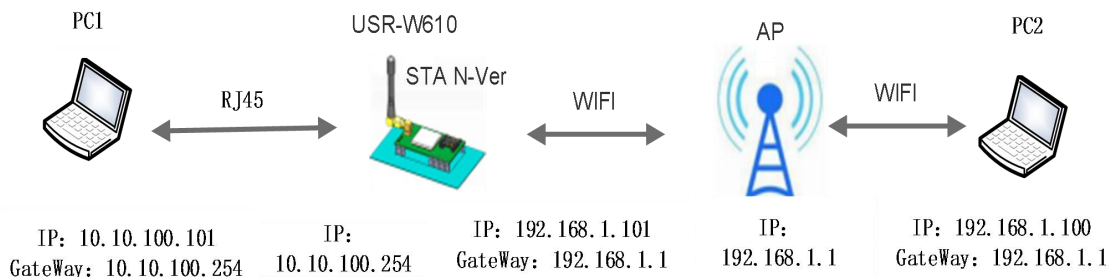 PC1
USR-W610
AP
PC2
STA N-Ver
RJ45
WIFI
WIFI
IP: 10.10.100.101
GateWay: 10.10.100.254
IP:
10.10.100.254
IP: 192.168.1.101
GateWay: 192.168.1.1
IP:
192.168.1.1
IP: 192.168.1.100
GateWay: 192.168.1.1